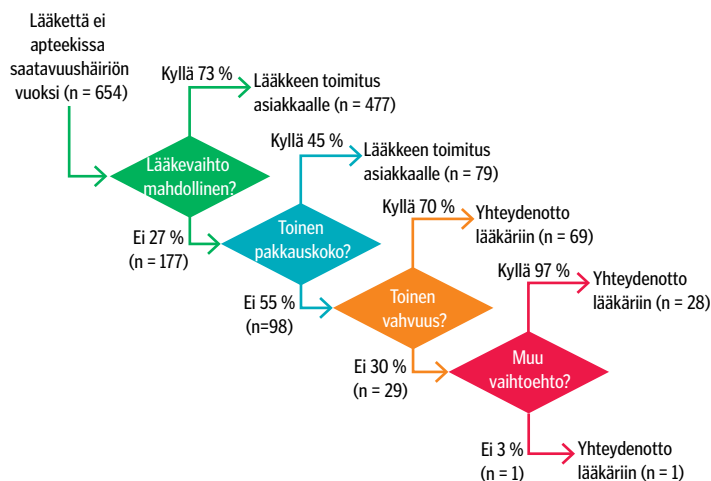 Lääkettä ei
apteekissa
saatavuushäiriön
vuoksi (n = 654)
Kyllä 73 %
Lääkkeen toimitus
asiakkaalle (n = 477)
Lääkevaihto
mahdollinen?
Ei 27 %
(n = 177)
Kyllä 45 %
Lääkkeen toimitus
asiakkaalle (n = 79)
Toinen
pakkauskoko?
Ei 55 %
(n=98)
Kyllä 70 %
Yhteydenotto
lääkäriin (n = 69)
Toinen
vahvuus?
Ei 30 %
(n = 29)
Kyllä 97 %
Yhteydenotto
lääkäriin (n = 28)
Muu
vaihtoehto?
Ei 3 %
(n = 1)
Yhteydenotto
lääkäriin (n = 1)